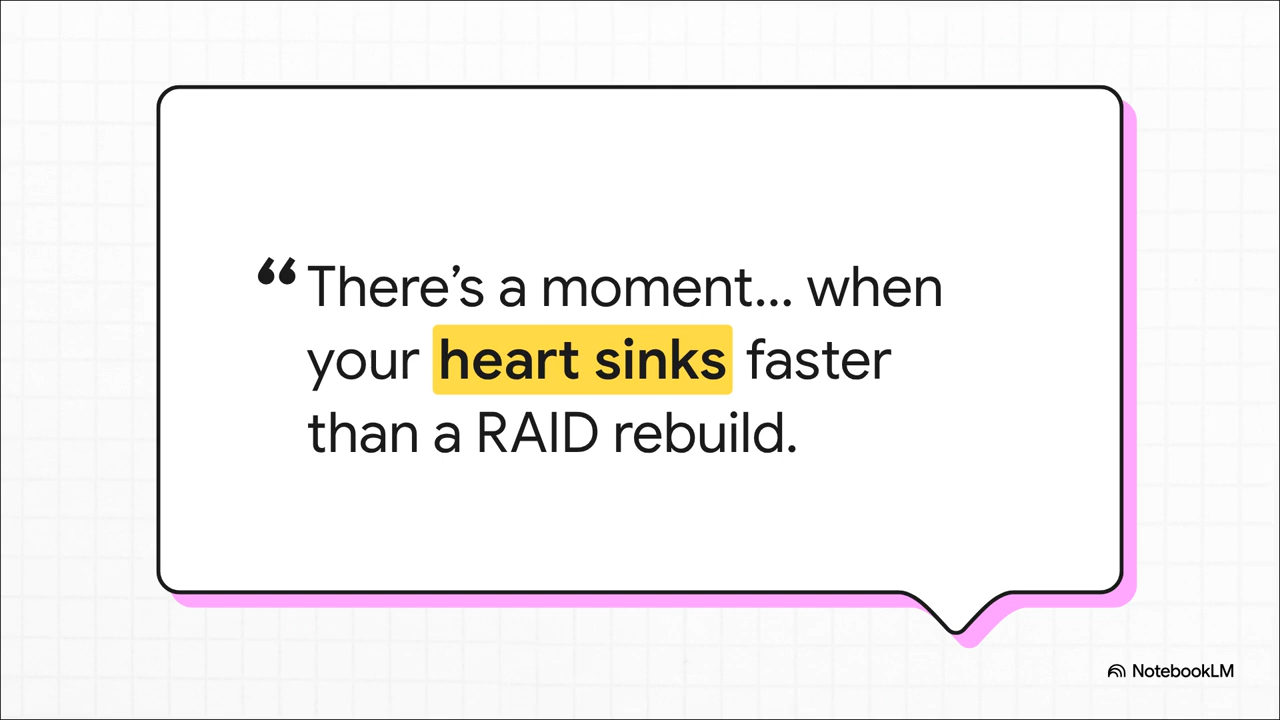 “There’s a moment... when
your heart sinks faster
than a RAID rebuild.
NotebookLM